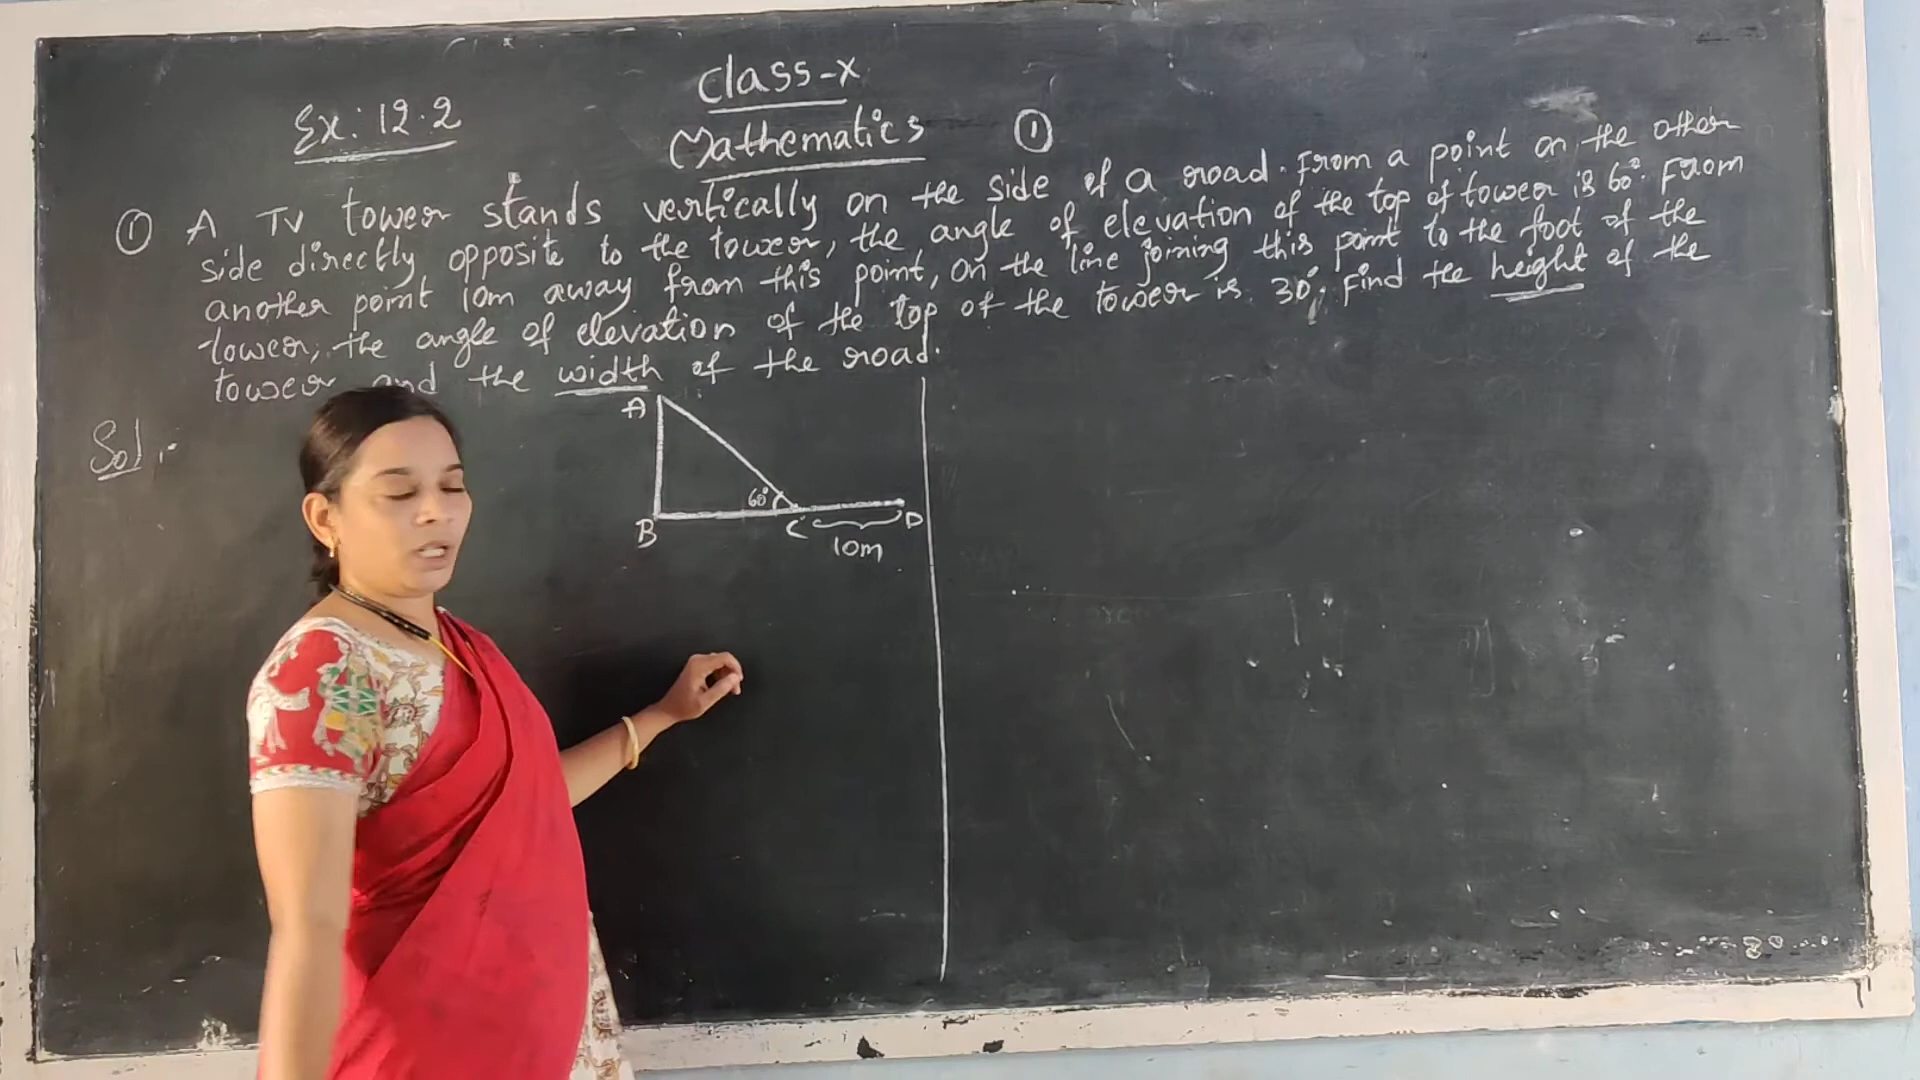 Class-X
Ex: 12.2
Mathematics
①
① A TV tower stands vertically on the side of a road. From a point on the other
side directly opposite to the tower, the angle of elevation of the top of tower is 60°. From
another point 10m away from this point, on the line joining this point to the foot of the
tower, the angle of elevation of the top of the tower is 30°. Find the height of the
tower and the width of the road.
Sol:-
A
60°
B
C
D
10m